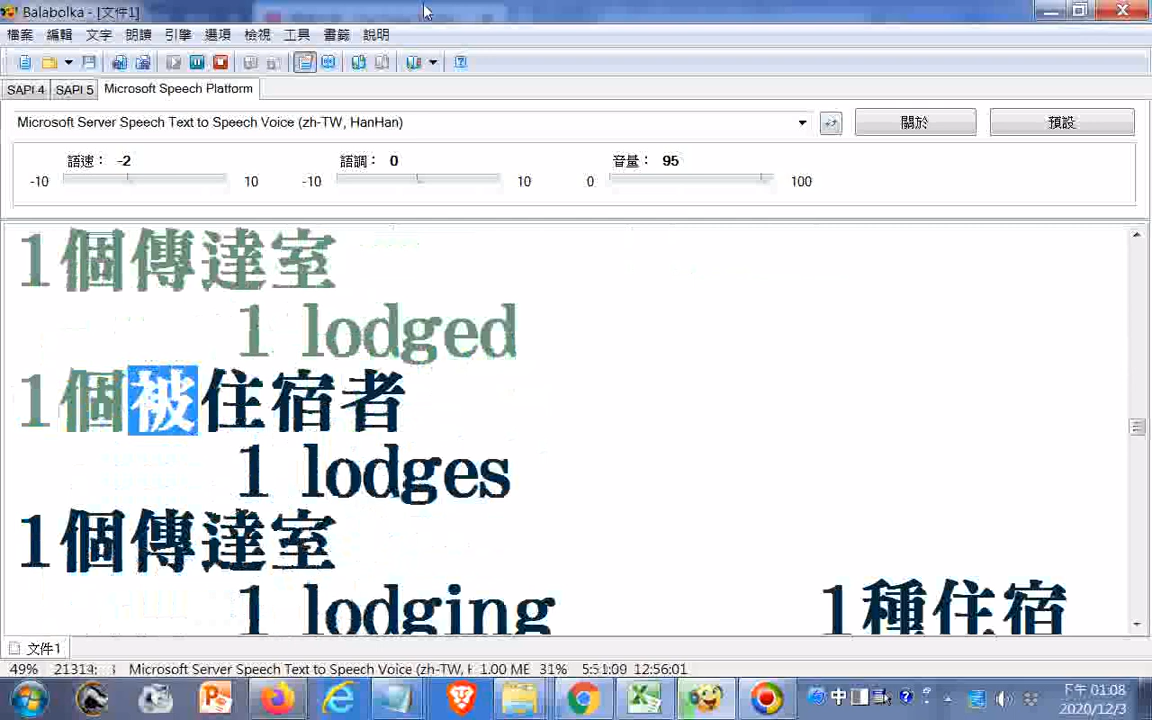 Balabolka - [文件1]
檔案 編輯 文字 朗讀 引擎 選項 檢視 工具 書籤 說明
SAPI 4 SAPI 5 Microsoft Speech Platform
Microsoft Server Speech Text to Speech Voice (zh-TW, HanHan) 關於 預設
語速： -2 語調： 0 音量： 95
-10 10 -10 10 0 100
1個傳達室
1 lodged
1個被住宿者
1 lodges
1個傳達室
1 lodging 1種住宿
文件1
49% Microsoft Server Speech Text to Speech Voice (zh-TW, 1.00 ME 31% 5:51:09 12:56:01
中 下午 01:08
2020/12/3